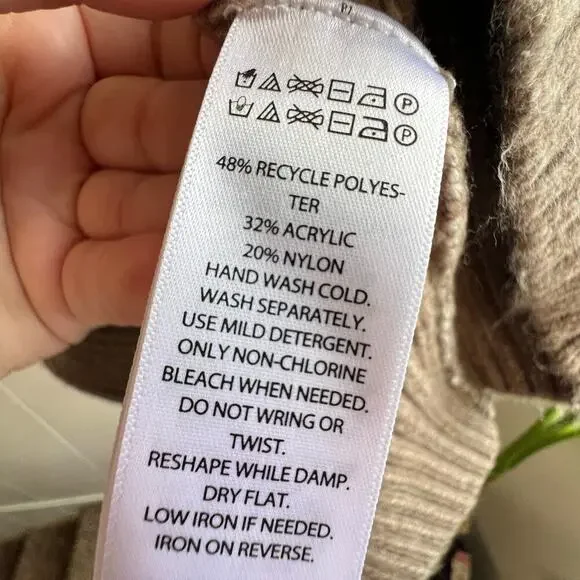 P
P
48% RECYCLE POLYES-
TER
32% ACRYLIC
20% NYLON
HAND WASH COLD.
WASH SEPARATELY.
USE MILD DETERGENT.
ONLY NON-CHLORINE
BLEACH WHEN NEEDED.
DO NOT WRING OR
TWIST.
RESHAPE WHILE DAMP.
DRY FLAT.
LOW IRON IF NEEDED.
IRON ON REVERSE.